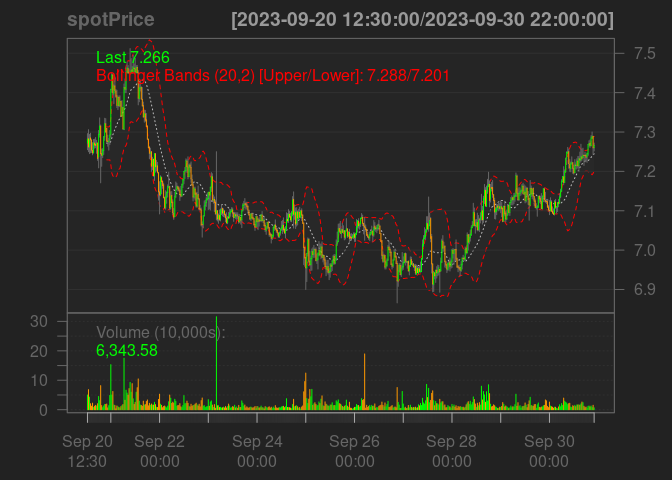 spotPrice [2023-09-20 12:30:00/2023-09-30 22:00:00]
Last 7.266
Bollinger Bands (20,2) [Upper/Lower]: 7.288/7.201
7.5
7.4
7.3
7.2
7.1
7.0
6.9
Volume (10,000s):
6,343.58
30
20
10
0
Sep 20 Sep 22 Sep 24 Sep 26 Sep 28 Sep 30
12:30 00:00 00:00 00:00 00:00 00:00